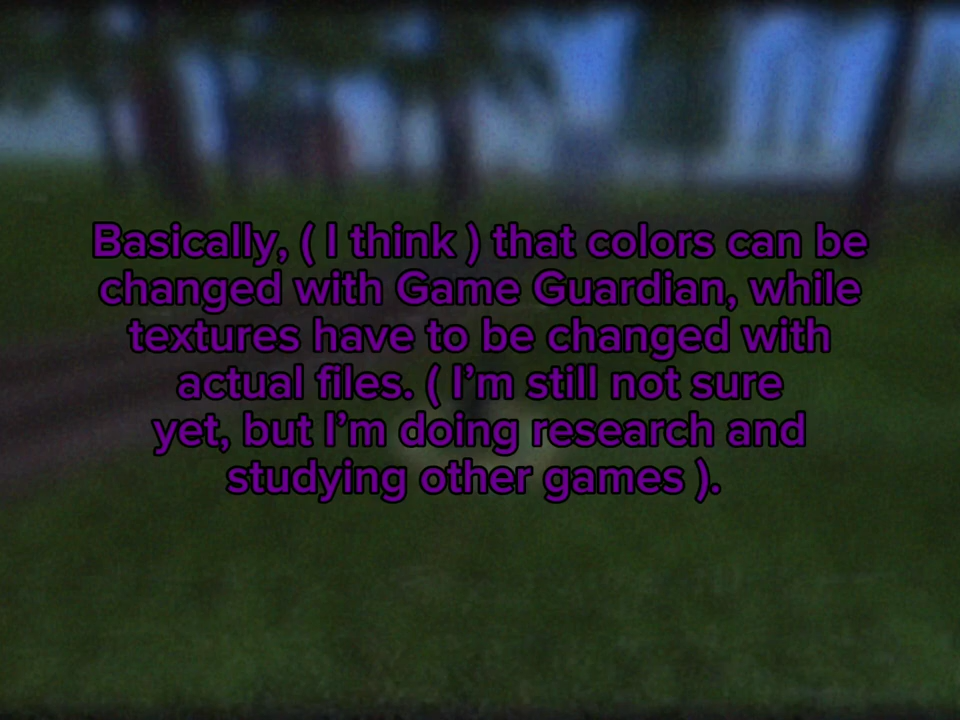 Basically, ( I think ) that colors can be
changed with Game Guardian, while
textures have to be changed with
actual files. ( I’m still not sure
yet, but I’m doing research and
studying other games ).